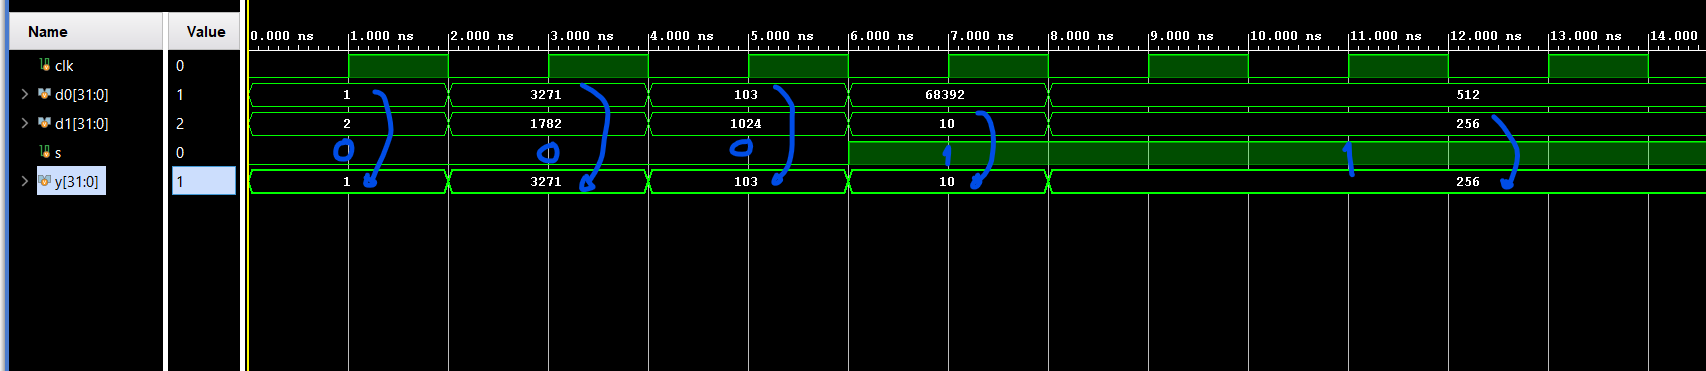 Name Value 0.000 ns 1.000 ns 2.000 ns 3.000 ns 4.000 ns 5.000 ns 6.000 ns 7.000 ns 8.000 ns 9.000 ns 10.000 ns 11.000 ns 12.000 ns 13.000 ns 14.000
clk 0
d0[31:0] 1 1 3271 103 68392 512
d1[31:0] 2 2 1782 1024 10 256
s 0 0 0 0 1 1
y[31:0] 1 1 3271 103 10 256